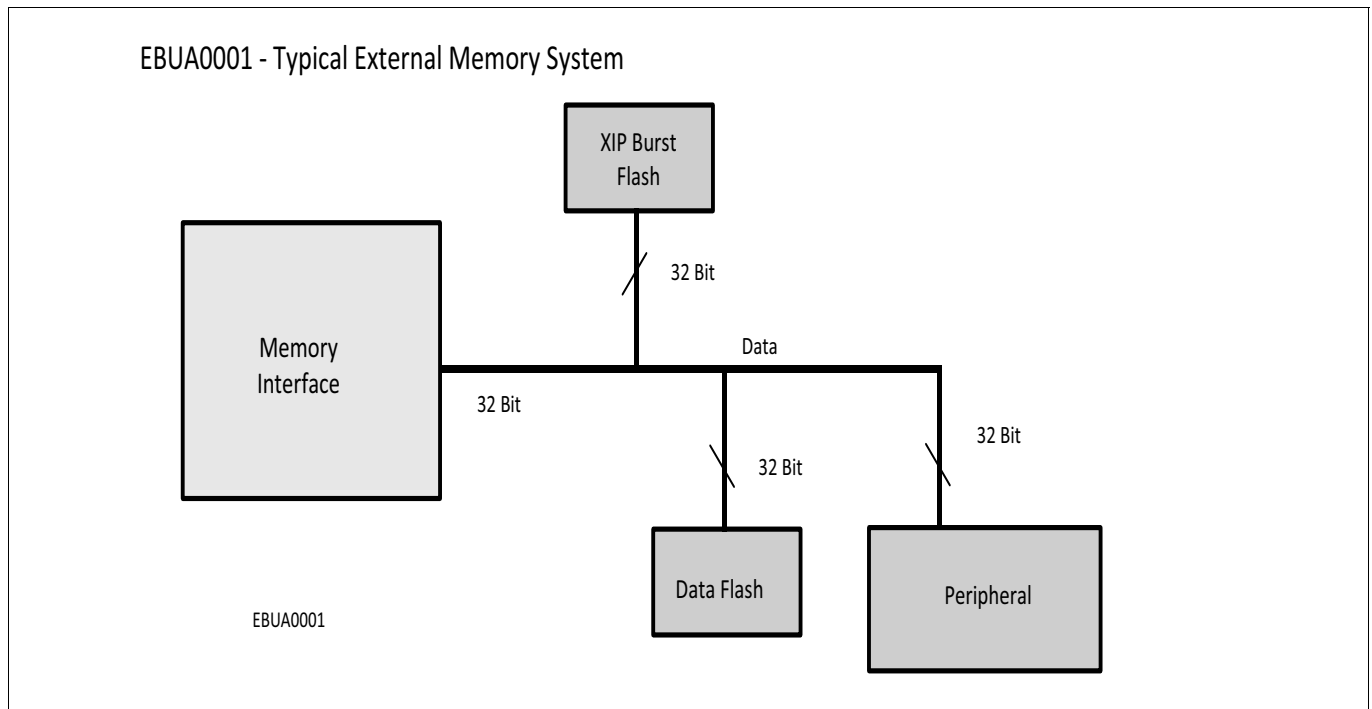 EBUA0001 - Typical External Memory System
XIP Burst
Flash
32 Bit
Memory
Interface
Data
32 Bit
32 Bit
32 Bit
Data Flash
Peripheral
EBUA0001